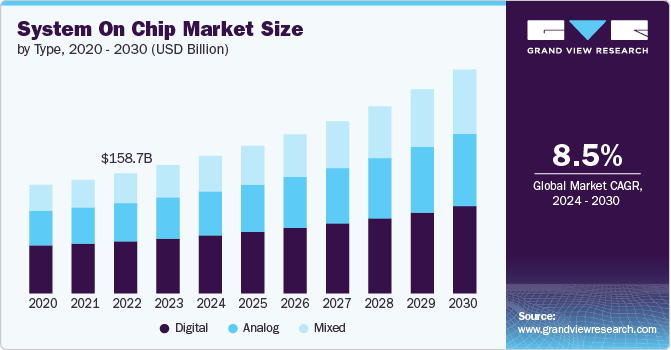 System On Chip Market Size
by Type, 2020 - 2030 (USD Billion)
$158.7B
2020 2021 2022 2023 2024 2025 2026 2027 2028 2029 2030
Digital Analog Mixed
GRAND VIEW RESEARCH
8.5%
Global Market CAGR,
2024 - 2030
Source:
www.grandviewresearch.com